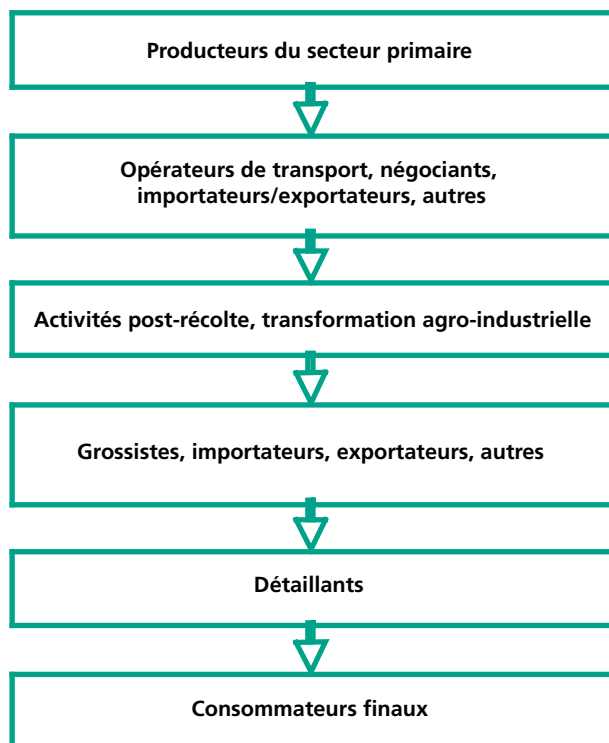 Producteurs du secteur primaire
Opérateurs de transport, négociants,
importateurs/exportateurs, autres
Activités post-récolte, transformation agro-industrielle
Grossistes, importateurs, exportateurs, autres
Détaillants
Consommateurs finaux